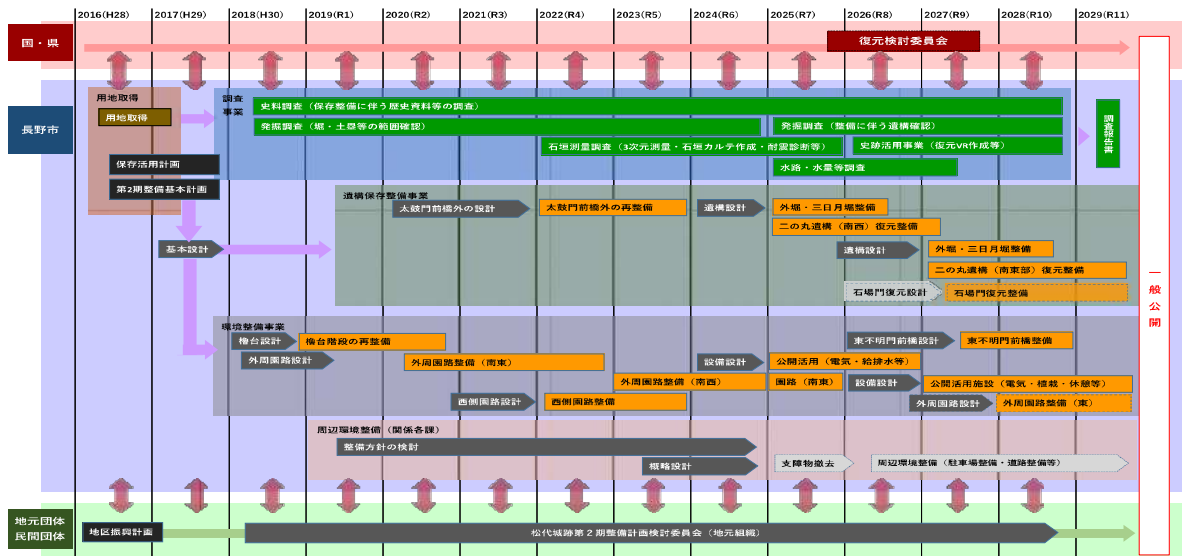 2016(H28) 2017(H29) 2018(H30) 2019(R1) 2020(R2) 2021(R3) 2022(R4) 2023(R5) 2024(R6) 2025(R7) 2026(R8) 2027(R9) 2028(R10) 2029(R11)
国・県
復元検討委員会
長野市
用地取得
用地取得
保存活用計画
第2期整備基本計画
基本設計
調査
事業
史料調査（保存整備に伴う歴史資料等の調査）
発掘調査（堀・土塁等の範囲確認）
発掘調査（整備に伴う遺構確認）
石垣測量調査（3次元測量・石垣カルテ作成・耐震診断等）
史跡活用事業（復元VR作成等）
水路・水量等調査
調査報告書
遺構保存整備事業
太鼓門前橋外の設計
太鼓門前橋外の再整備
遺構設計
外堀・三日月堀整備
二の丸遺構（南西）復元整備
遺構設計
外堀・三日月堀整備
二の丸遺構（南東部）復元整備
石場門復元設計
石場門復元整備
環境整備事業
櫓台設計
櫓台階段の再整備
東不明門前橋設計
東不明門前橋整備
外周園路設計
外周園路整備（南東）
設備設計
公開活用（電気・給排水等）
外周園路整備（南西）
園路（南東）
設備設計
公開活用施設（電気・植栽・休憩等）
西側園路設計
西側園路整備
外周園路設計
外周園路整備（東）
周辺環境整備（関係各課）
整備方針の検討
概略設計
支障物撤去
周辺環境整備（駐車場整備・道路整備等）
一般公開
地元団体
民間団体
地区振興計画
松代城跡第２期整備計画検討委員会（地元組織）